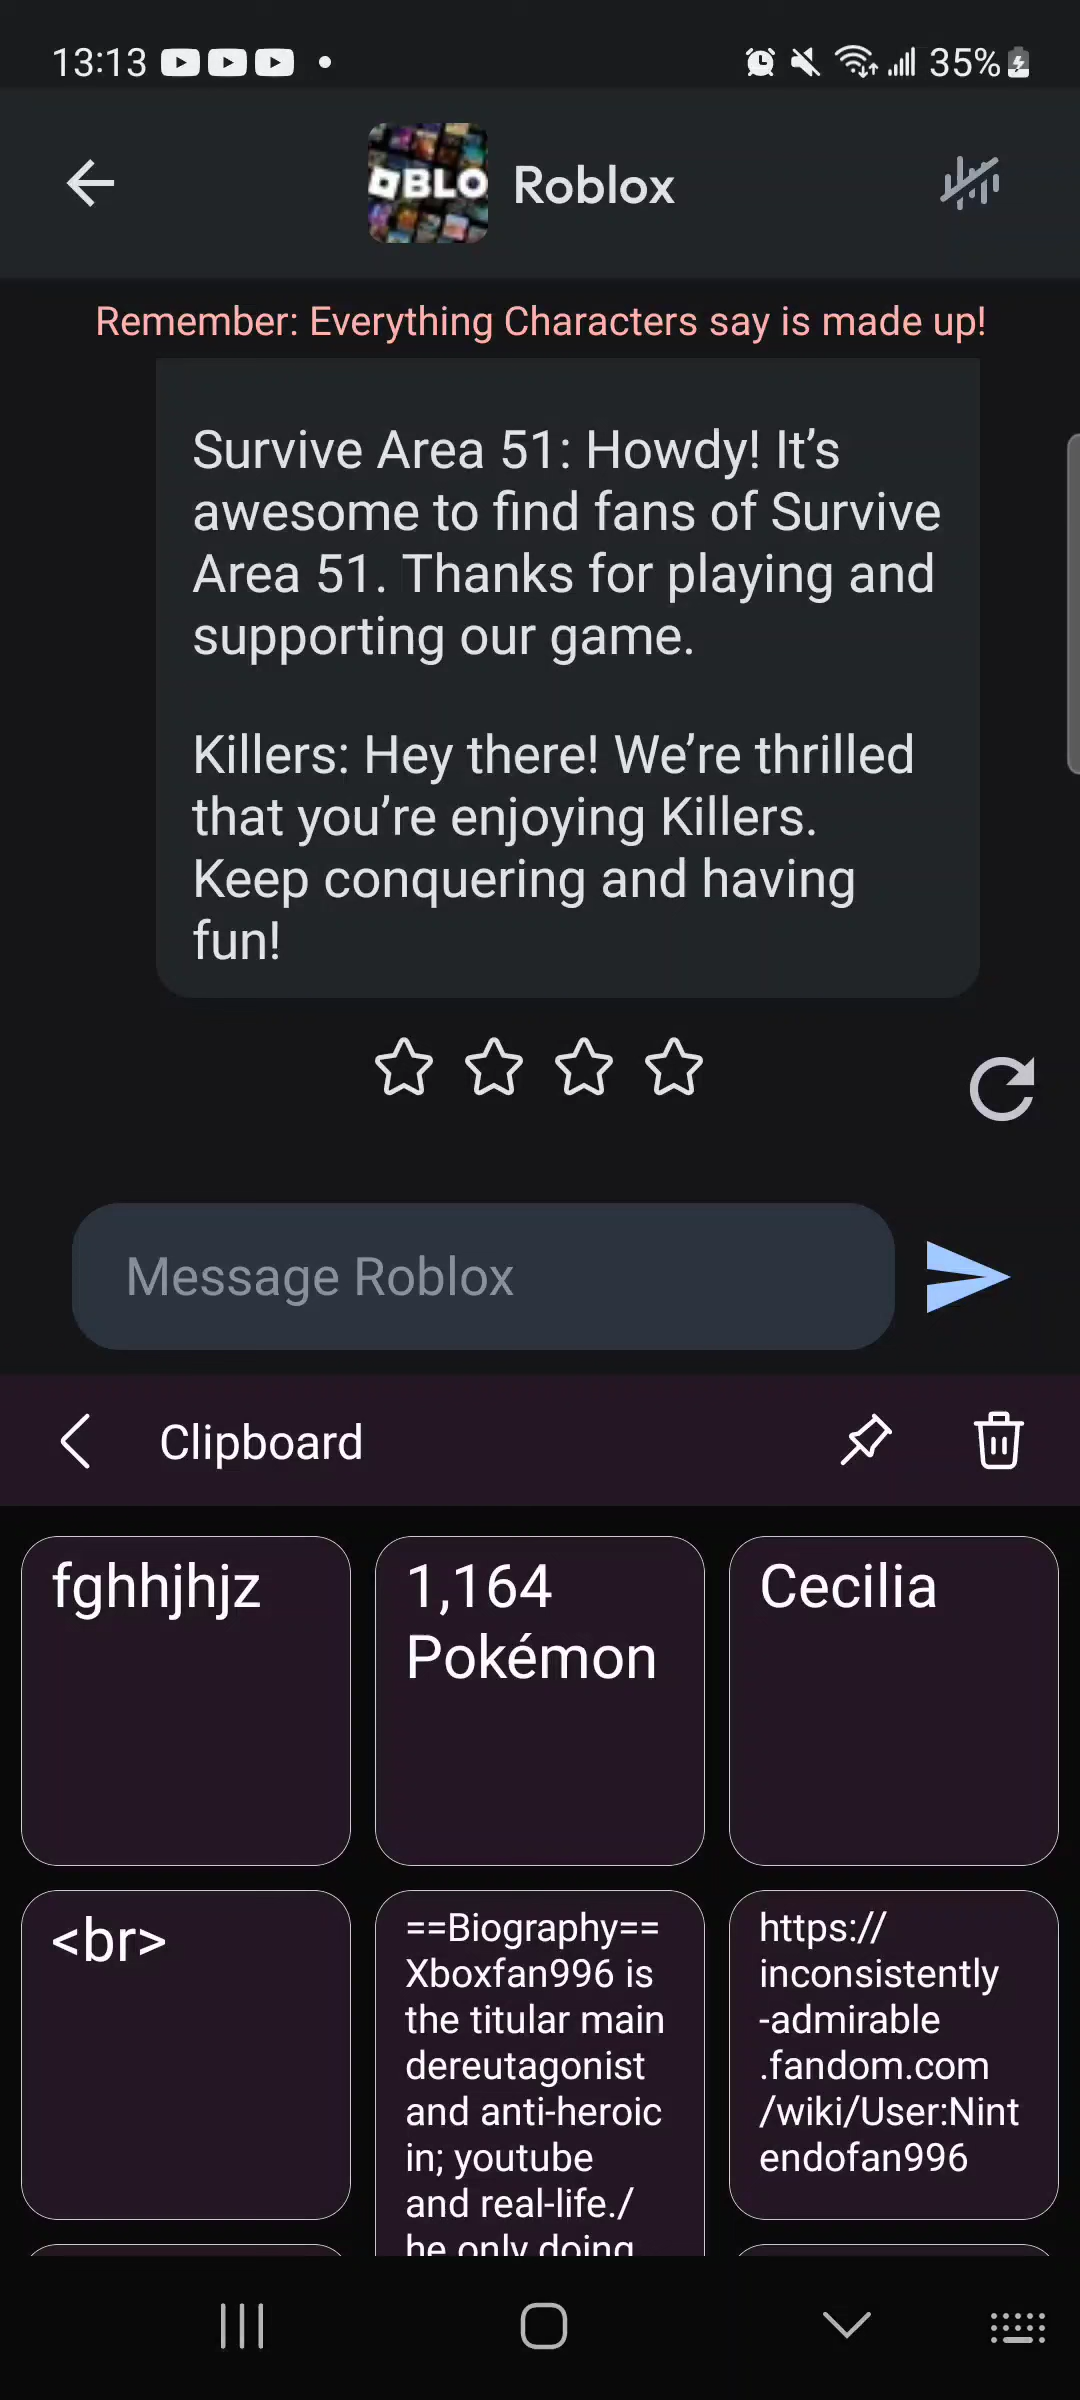 13:13 35%
BLO Roblox
Remember: Everything Characters say is made up!
Survive Area 51: Howdy! It’s
awesome to find fans of Survive
Area 51. Thanks for playing and
supporting our game.
Killers: Hey there! We’re thrilled
that you’re enjoying Killers.
Keep conquering and having
fun!
Message Roblox
Clipboard
fghhjhjz
1,164
Pokémon
Cecilia
<br>
==Biography==
Xboxfan996 is
the titular main
dereutagonist
and anti-heroic
in; youtube
and real-life./
he only doing
https://
inconsistently
-admirable
.fandom.com
/wiki/User:Nint
endofan996